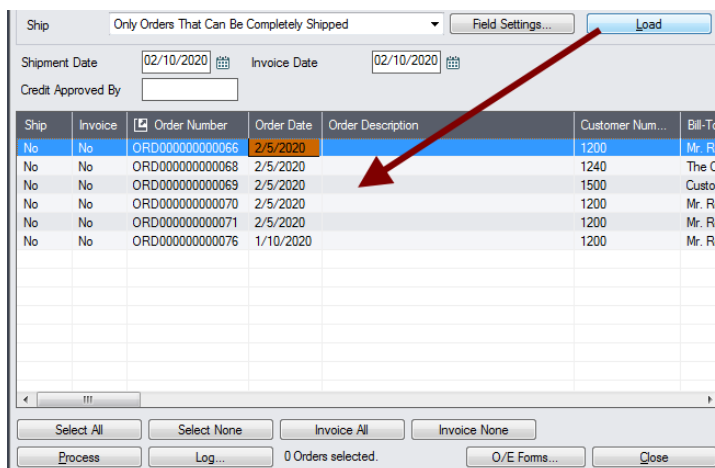 Ship Only Orders That Can Be Completely Shipped Field Settings... Load
Shipment Date 02/10/2020 Invoice Date 02/10/2020
Credit Approved By
Ship Invoice Order Number Order Date Order Description Customer Num... Bill-To
No No ORD000000000066 2/5/2020 1200 Mr. R
No No ORD000000000068 2/5/2020 1240 The C
No No ORD000000000069 2/5/2020 1500 Custo
No No ORD000000000070 2/5/2020 1200 Mr. R
No No ORD000000000071 2/5/2020 1200 Mr. R
No No ORD000000000076 1/10/2020 1200 Mr. R
Select All Select None Invoice All Invoice None
Process Log... 0 Orders selected. O/E Forms... Close